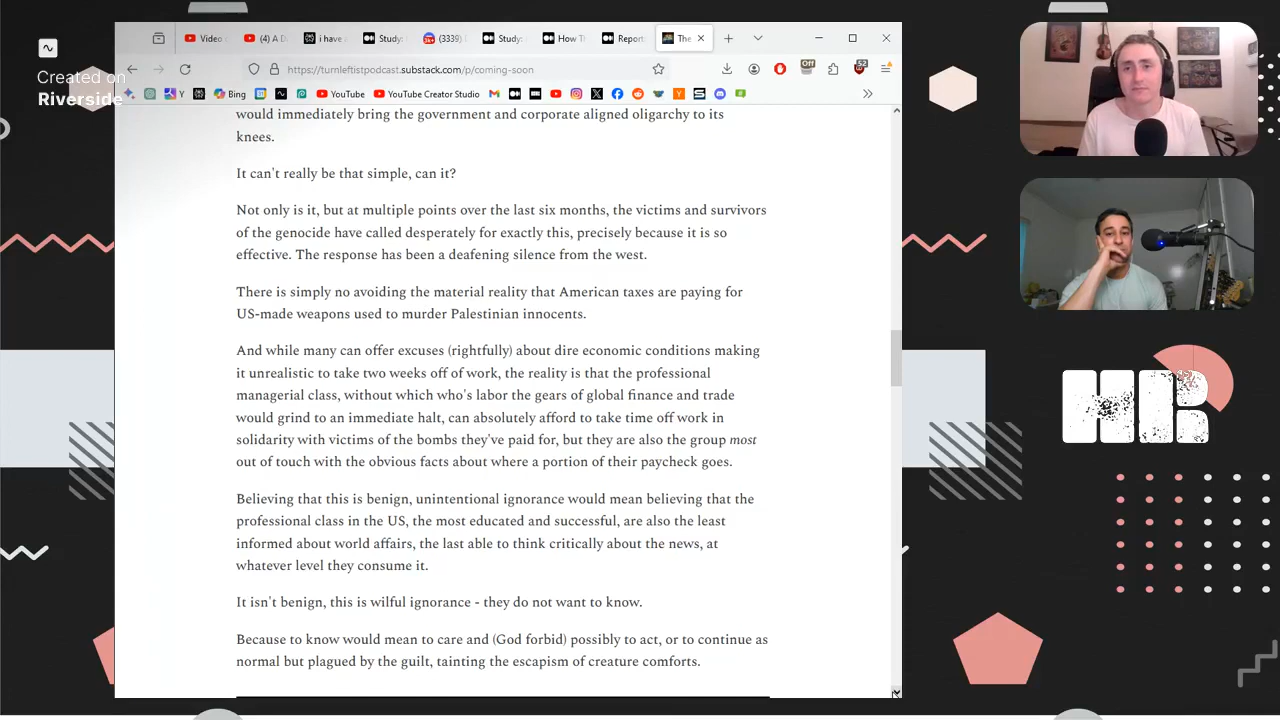 Created on
Riverside
Video
(4) A D
i have
Study:
(3339)
Study:
How T
Report
The
https://turnleftistpodcast.substack.com/p/coming-soon
Off
52
Y
Bing
YouTube
YouTube Creator Studio
would immediately bring the government and corporate aligned oligarchy to its
knees.
It can't really be that simple, can it?
Not only is it, but at multiple points over the last six months, the victims and survivors
of the genocide have called desperately for exactly this, precisely because it is so
effective. The response has been a deafening silence from the west.
There is simply no avoiding the material reality that American taxes are paying for
US-made weapons used to murder Palestinian innocents.
And while many can offer excuses (rightfully) about dire economic conditions making
it unrealistic to take two weeks off of work, the reality is that the professional
managerial class, without which who's labor the gears of global finance and trade
would grind to an immediate halt, can absolutely afford to take time off work in
solidarity with victims of the bombs they've paid for, but they are also the group most
out of touch with the obvious facts about where a portion of their paycheck goes.
Believing that this is benign, unintentional ignorance would mean believing that the
professional class in the US, the most educated and successful, are also the least
informed about world affairs, the last able to think critically about the news, at
whatever level they consume it.
It isn't benign, this is wilful ignorance - they do not want to know.
Because to know would mean to care and (God forbid) possibly to act, or to continue as
normal but plagued by the guilt, tainting the escapism of creature comforts.
HR